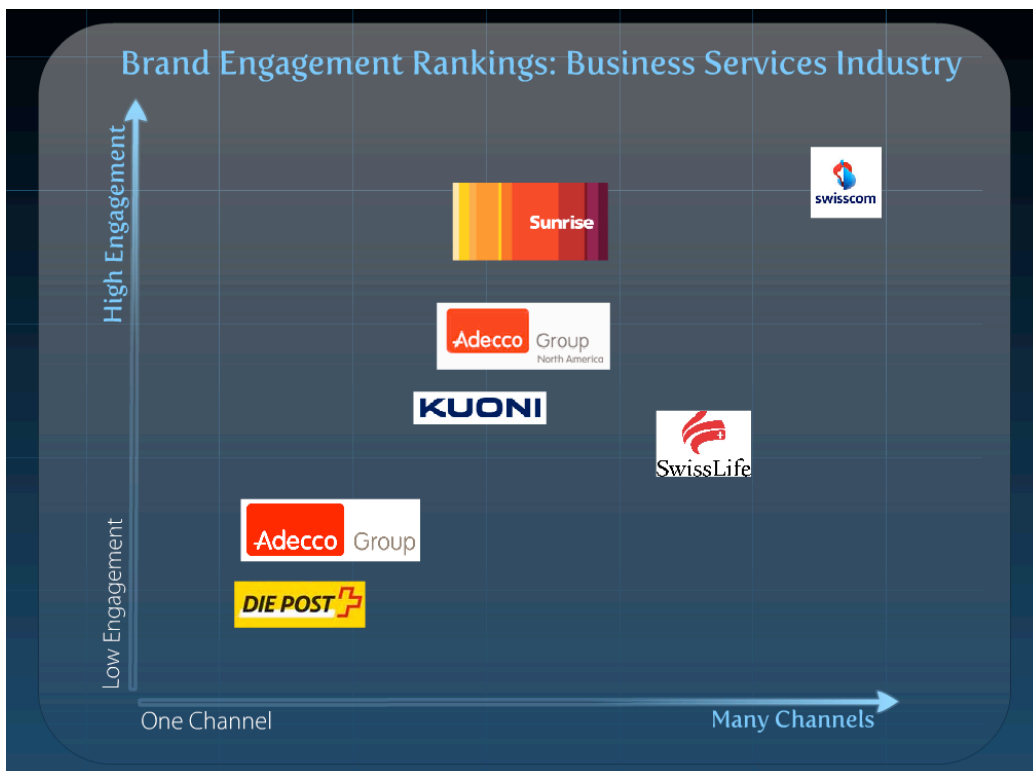 Brand Engagement Rankings: Business Services Industry
High Engagement
swisscom
Sunrise
Adecco Group
North America
KUONI
SwissLife
Adecco Group
DIE POST
Low Engagement
One Channel
Many Channels